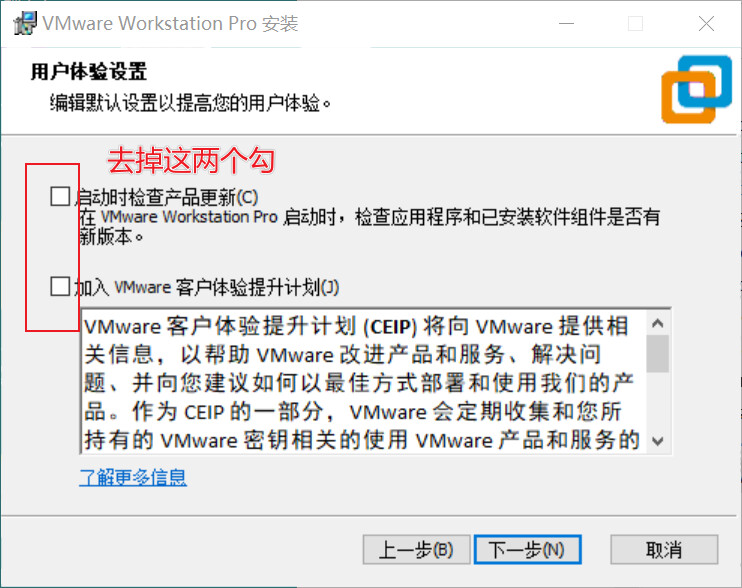 VMware Workstation Pro 安装
用户体验设置
编辑默认设置以提高您的用户体验。
去掉这两个勾
启动时检查产品更新(C)
在 VMware Workstation Pro 启动时，检查应用程序和已安装软件组件是否有
新版本。
加入 VMware 客户体验提升计划(J)
VMware 客户体验提升计划 (CEIP) 将向 VMware 提供相
关信息，以帮助 VMware 改进产品和服务、解决问
题、并向您建议如何以最佳方式部署和使用我们的产
品。作为 CEIP 的一部分，VMware 会定期收集和您所
持有的 VMware 密钥相关的使用 VMware 产品和服务的
了解更多信息
上一步(B) 下一步(N) 取消